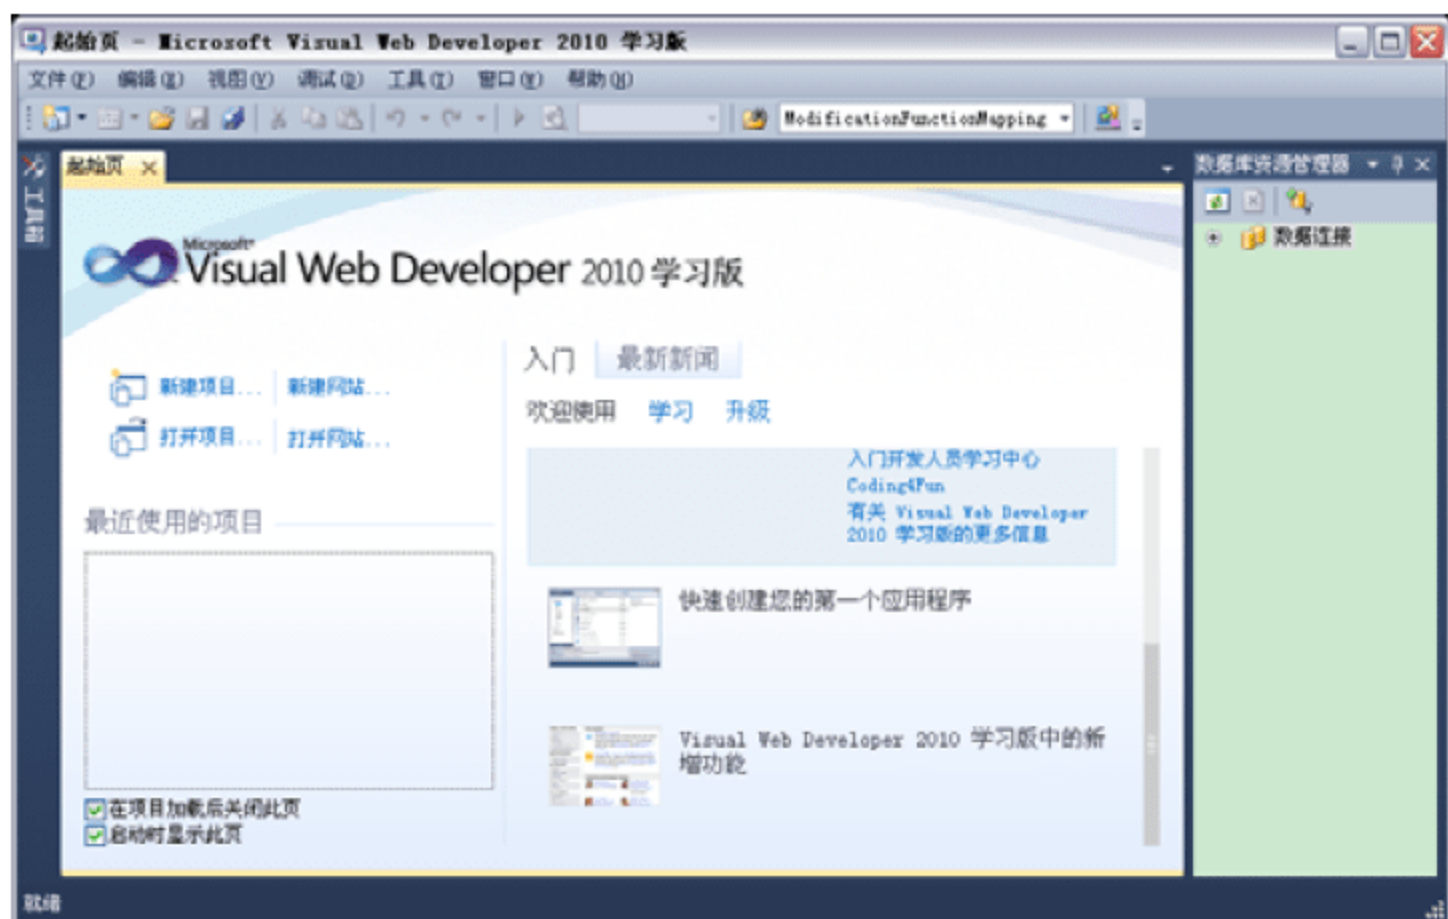 起始页 - Microsoft Visual Web Developer 2010 学习版
文件(F) 编辑(E) 视图(V) 调试(D) 工具(T) 窗口(W) 帮助(H)
ModificationFunctionMapping
工具箱
起始页
数据库资源管理器
数据连接
Microsoft®
Visual Web Developer 2010 学习版
新建项目... 新建网站...
打开项目... 打开网站...
最近使用的项目
在项目加载后关闭此页
启动时显示此页
入门 最新新闻
欢迎使用 学习 升级
入门开发人员学习中心
Coding4Fun
有关 Visual Web Developer
2010 学习版的更多信息
快速创建您的第一个应用程序
Visual Web Developer 2010 学习版中的新
增功能
就绪